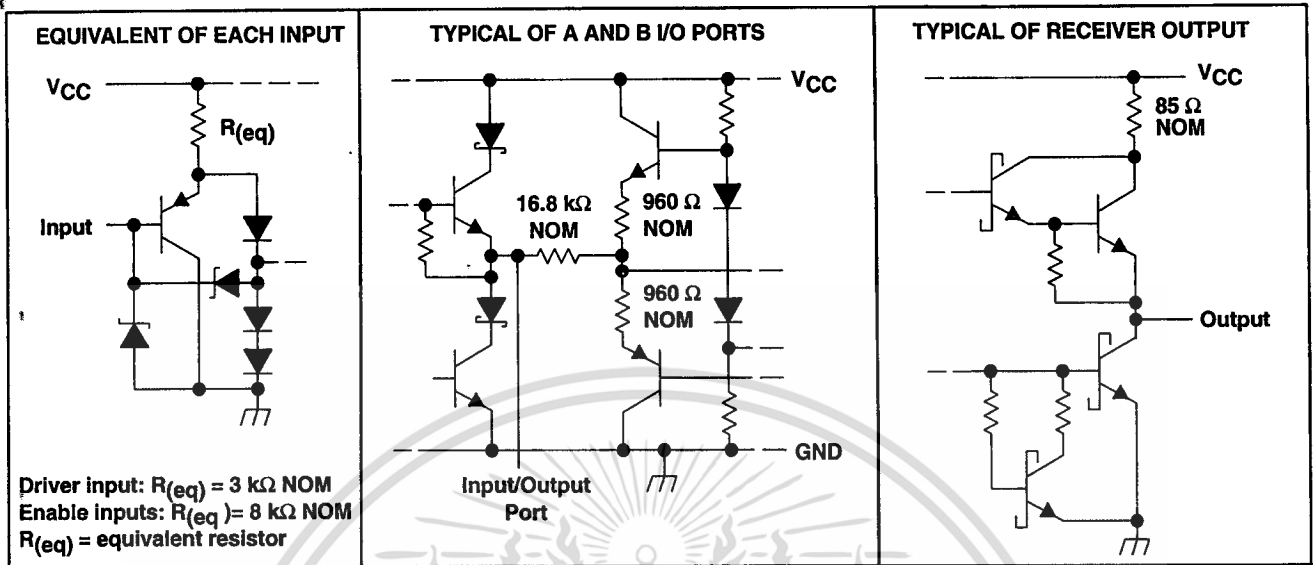 EQUIVALENT OF EACH INPUT
VCC
R(eq)
Input
Driver input: R(eq) = 3 kΩ NOM
Enable inputs: R(eq )= 8 kΩ NOM
R(eq) = equivalent resistor
TYPICAL OF A AND B I/O PORTS
VCC
16.8 kΩ
NOM
960 Ω
NOM
960 Ω
NOM
GND
Input/Output
Port
TYPICAL OF RECEIVER OUTPUT
VCC
85 Ω
NOM
Output